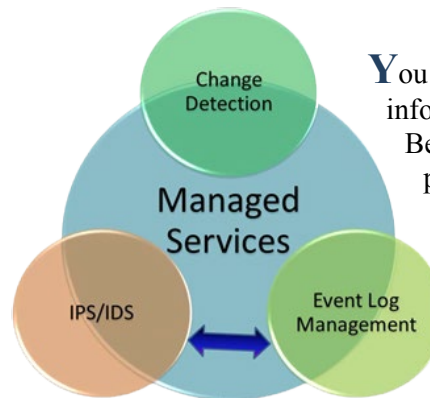 Change
Detection
You
info
Be
p
Managed
Services
IPS/IDS
Event Log
Management